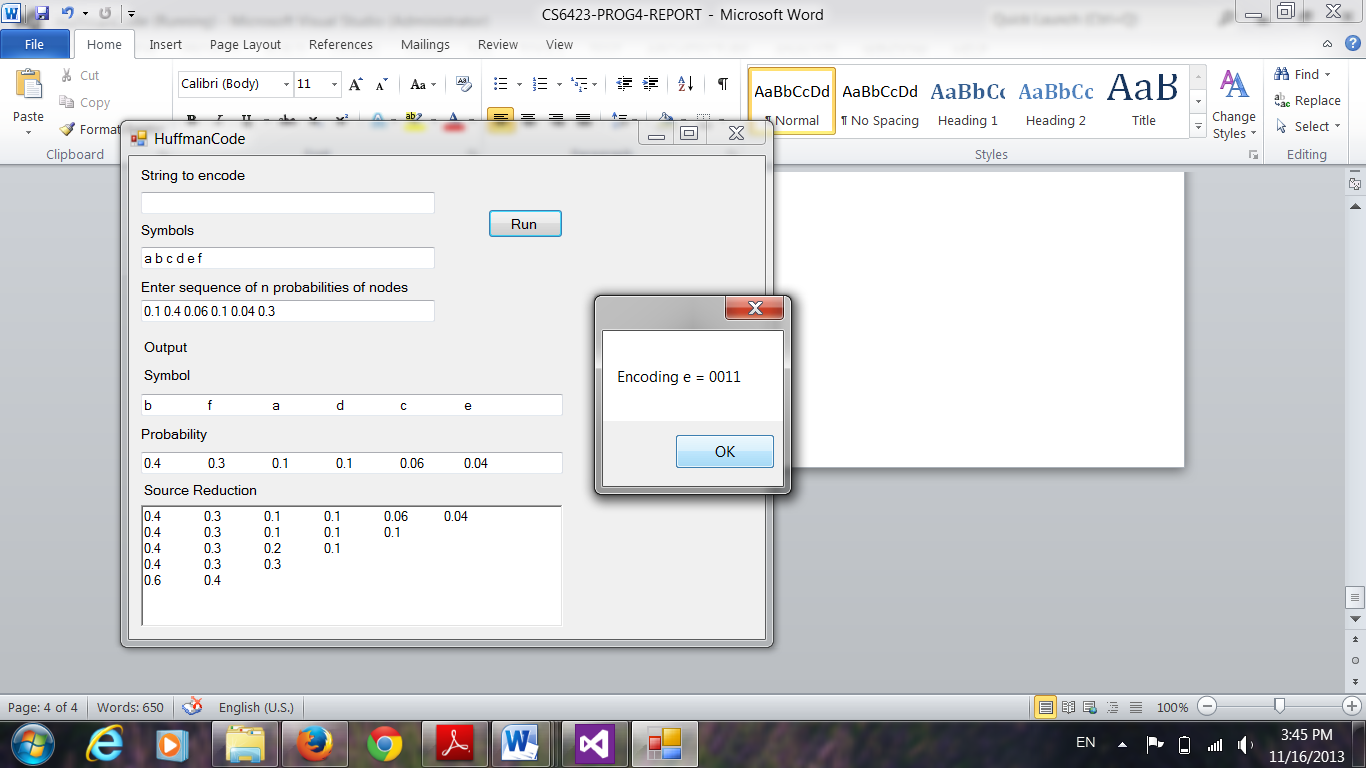 CS6423-PROG4-REPORT - Microsoft Word
File Home Insert Page Layout References Mailings Review View
Paste
Cut
Copy
Format
Clipboard
Calibri (Body) 11
AaBbCcDd AaBbCcDd AaBbCc AaBbCc AaB
¶ Normal ¶ No Spacing Heading 1 Heading 2 Title
Change
Styles
Styles
Find
Replace
Select
Editing
HuffmanCode
String to encode
Run
Symbols
a b c d e f
Enter sequence of n probabilities of nodes
0.1 0.4 0.06 0.1 0.04 0.3
Output
Symbol
b f a d c e
Probability
0.4 0.3 0.1 0.1 0.06 0.04
Source Reduction
0.4 0.3 0.1 0.1 0.06 0.04
0.4 0.3 0.1 0.1 0.1
0.4 0.3 0.2 0.1
0.4 0.3 0.3
0.6 0.4
Encoding e = 0011
OK
Page: 4 of 4 Words: 650 English (U.S.) 100%
EN
3:45 PM
11/16/2013